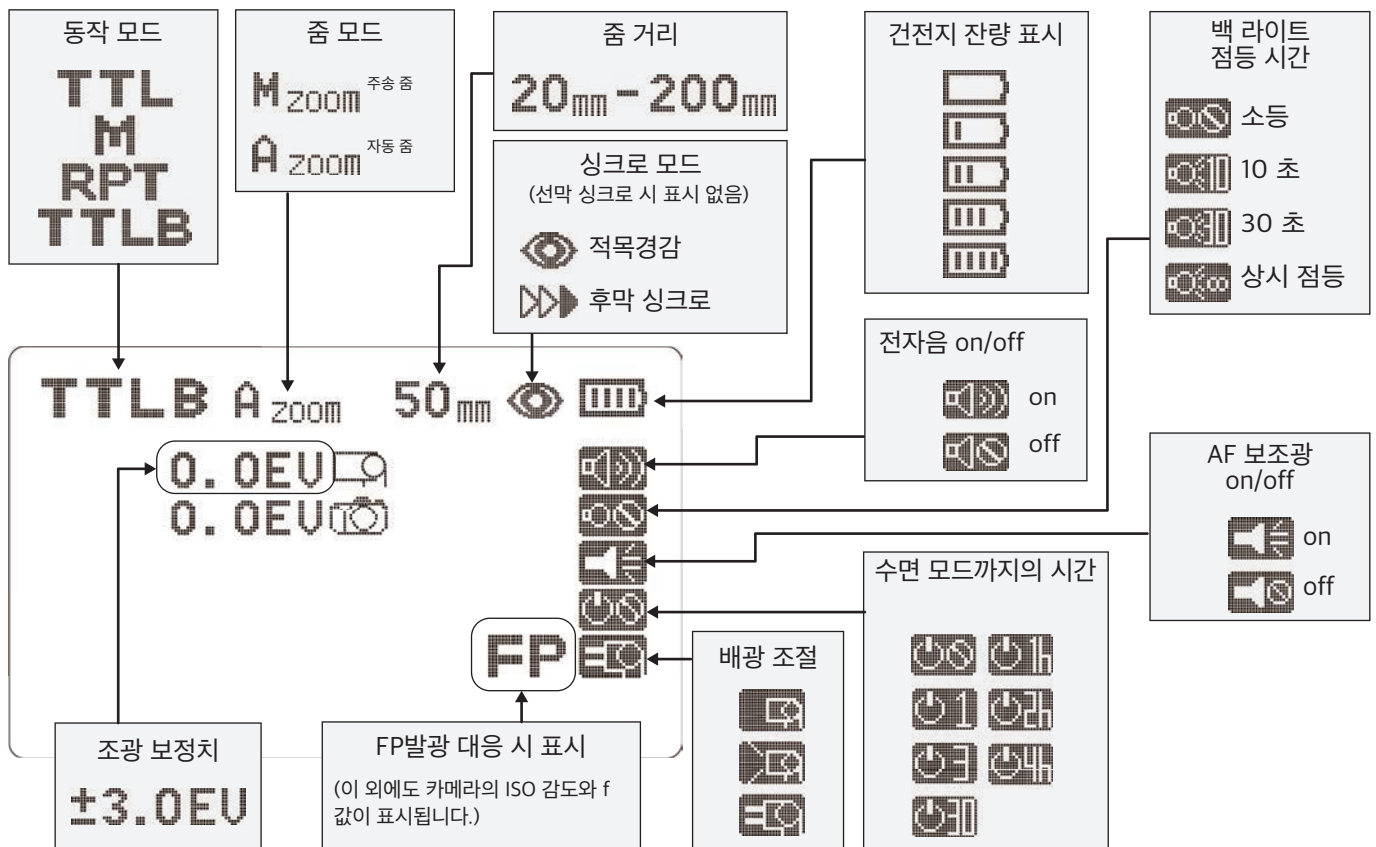 동작 모드
TTL
M
RPT
TTLB
줌 모드
M zoom 주송 줌
A zoom 자동 줌
줌 거리
20mm-200mm
싱크로 모드
(선막 싱크로 시 표시 없음)
적목경감
후막 싱크로
건전지 잔량 표시
백 라이트
점등 시간
소등
10 초
30 초
상시 점등
전자음 on/off
on
off
AF 보조광
on/off
on
off
TTLB A zoom 50mm
0.0EV
0.0EV
FP
수면 모드까지의 시간
1h
1 2h
3 4h
30
배광 조절
조광 보정치
±3.0EV
FP발광 대응 시 표시
(이 외에도 카메라의 ISO 감도와 f
값이 표시됩니다.)